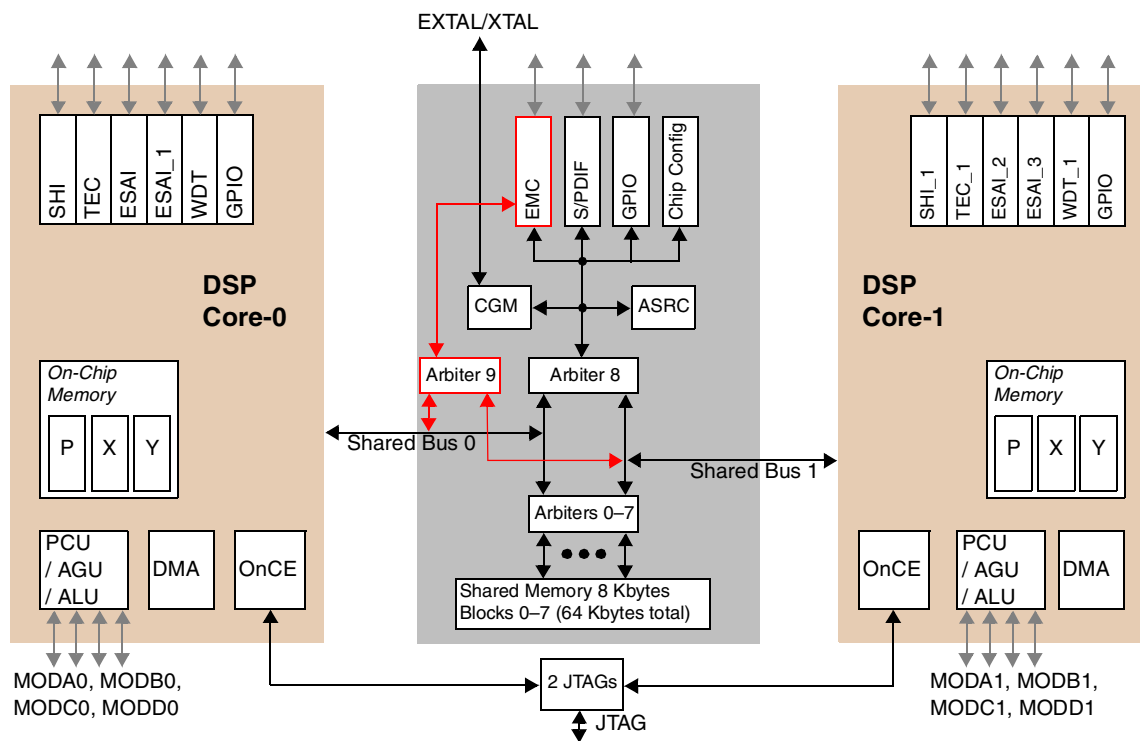 EXTAL/XTAL
SHI
TEC
ESAI
ESAI_1
WDT
GPIO
EMC
S/PDIF
GPIO
Chip Config
SHI_1
TEC_1
ESAI_2
ESAI_3
WDT_1
GPIO
DSP
Core-0
CGM
ASRC
DSP
Core-1
Arbiter 9
Arbiter 8
On-Chip
Memory
P
X
Y
Shared Bus 0
Shared Bus 1
On-Chip
Memory
P
X
Y
Arbiters 0–7
PCU
/ AGU
/ ALU
DMA
OnCE
Shared Memory 8 Kbytes
Blocks 0–7 (64 Kbytes total)
OnCE
PCU
/ AGU
/ ALU
DMA
MODA0, MODB0,
MODC0, MODD0
2 JTAGs
JTAG
MODA1, MODB1,
MODC1, MODD1